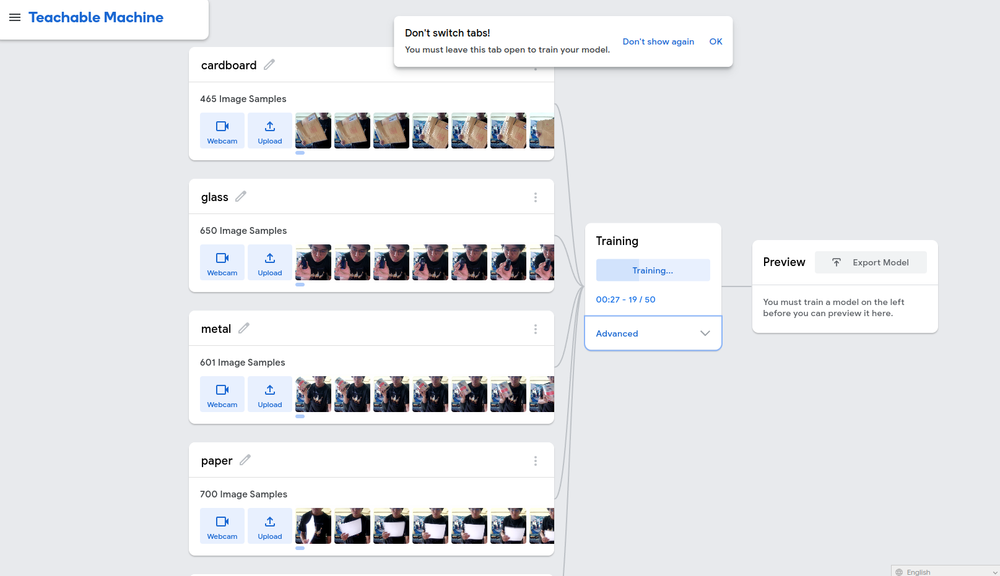 Teachable Machine
Don't switch tabs!
You must leave this tab open to train your model.
Don't show again
OK
cardboard
465 Image Samples
Webcam
Upload
glass
650 Image Samples
Webcam
Upload
metal
601 Image Samples
Webcam
Upload
paper
700 Image Samples
Webcam
Upload
Training
Training...
00:27 - 19 / 50
Advanced
Preview
Export Model
You must train a model on the left
before you can preview it here.
English